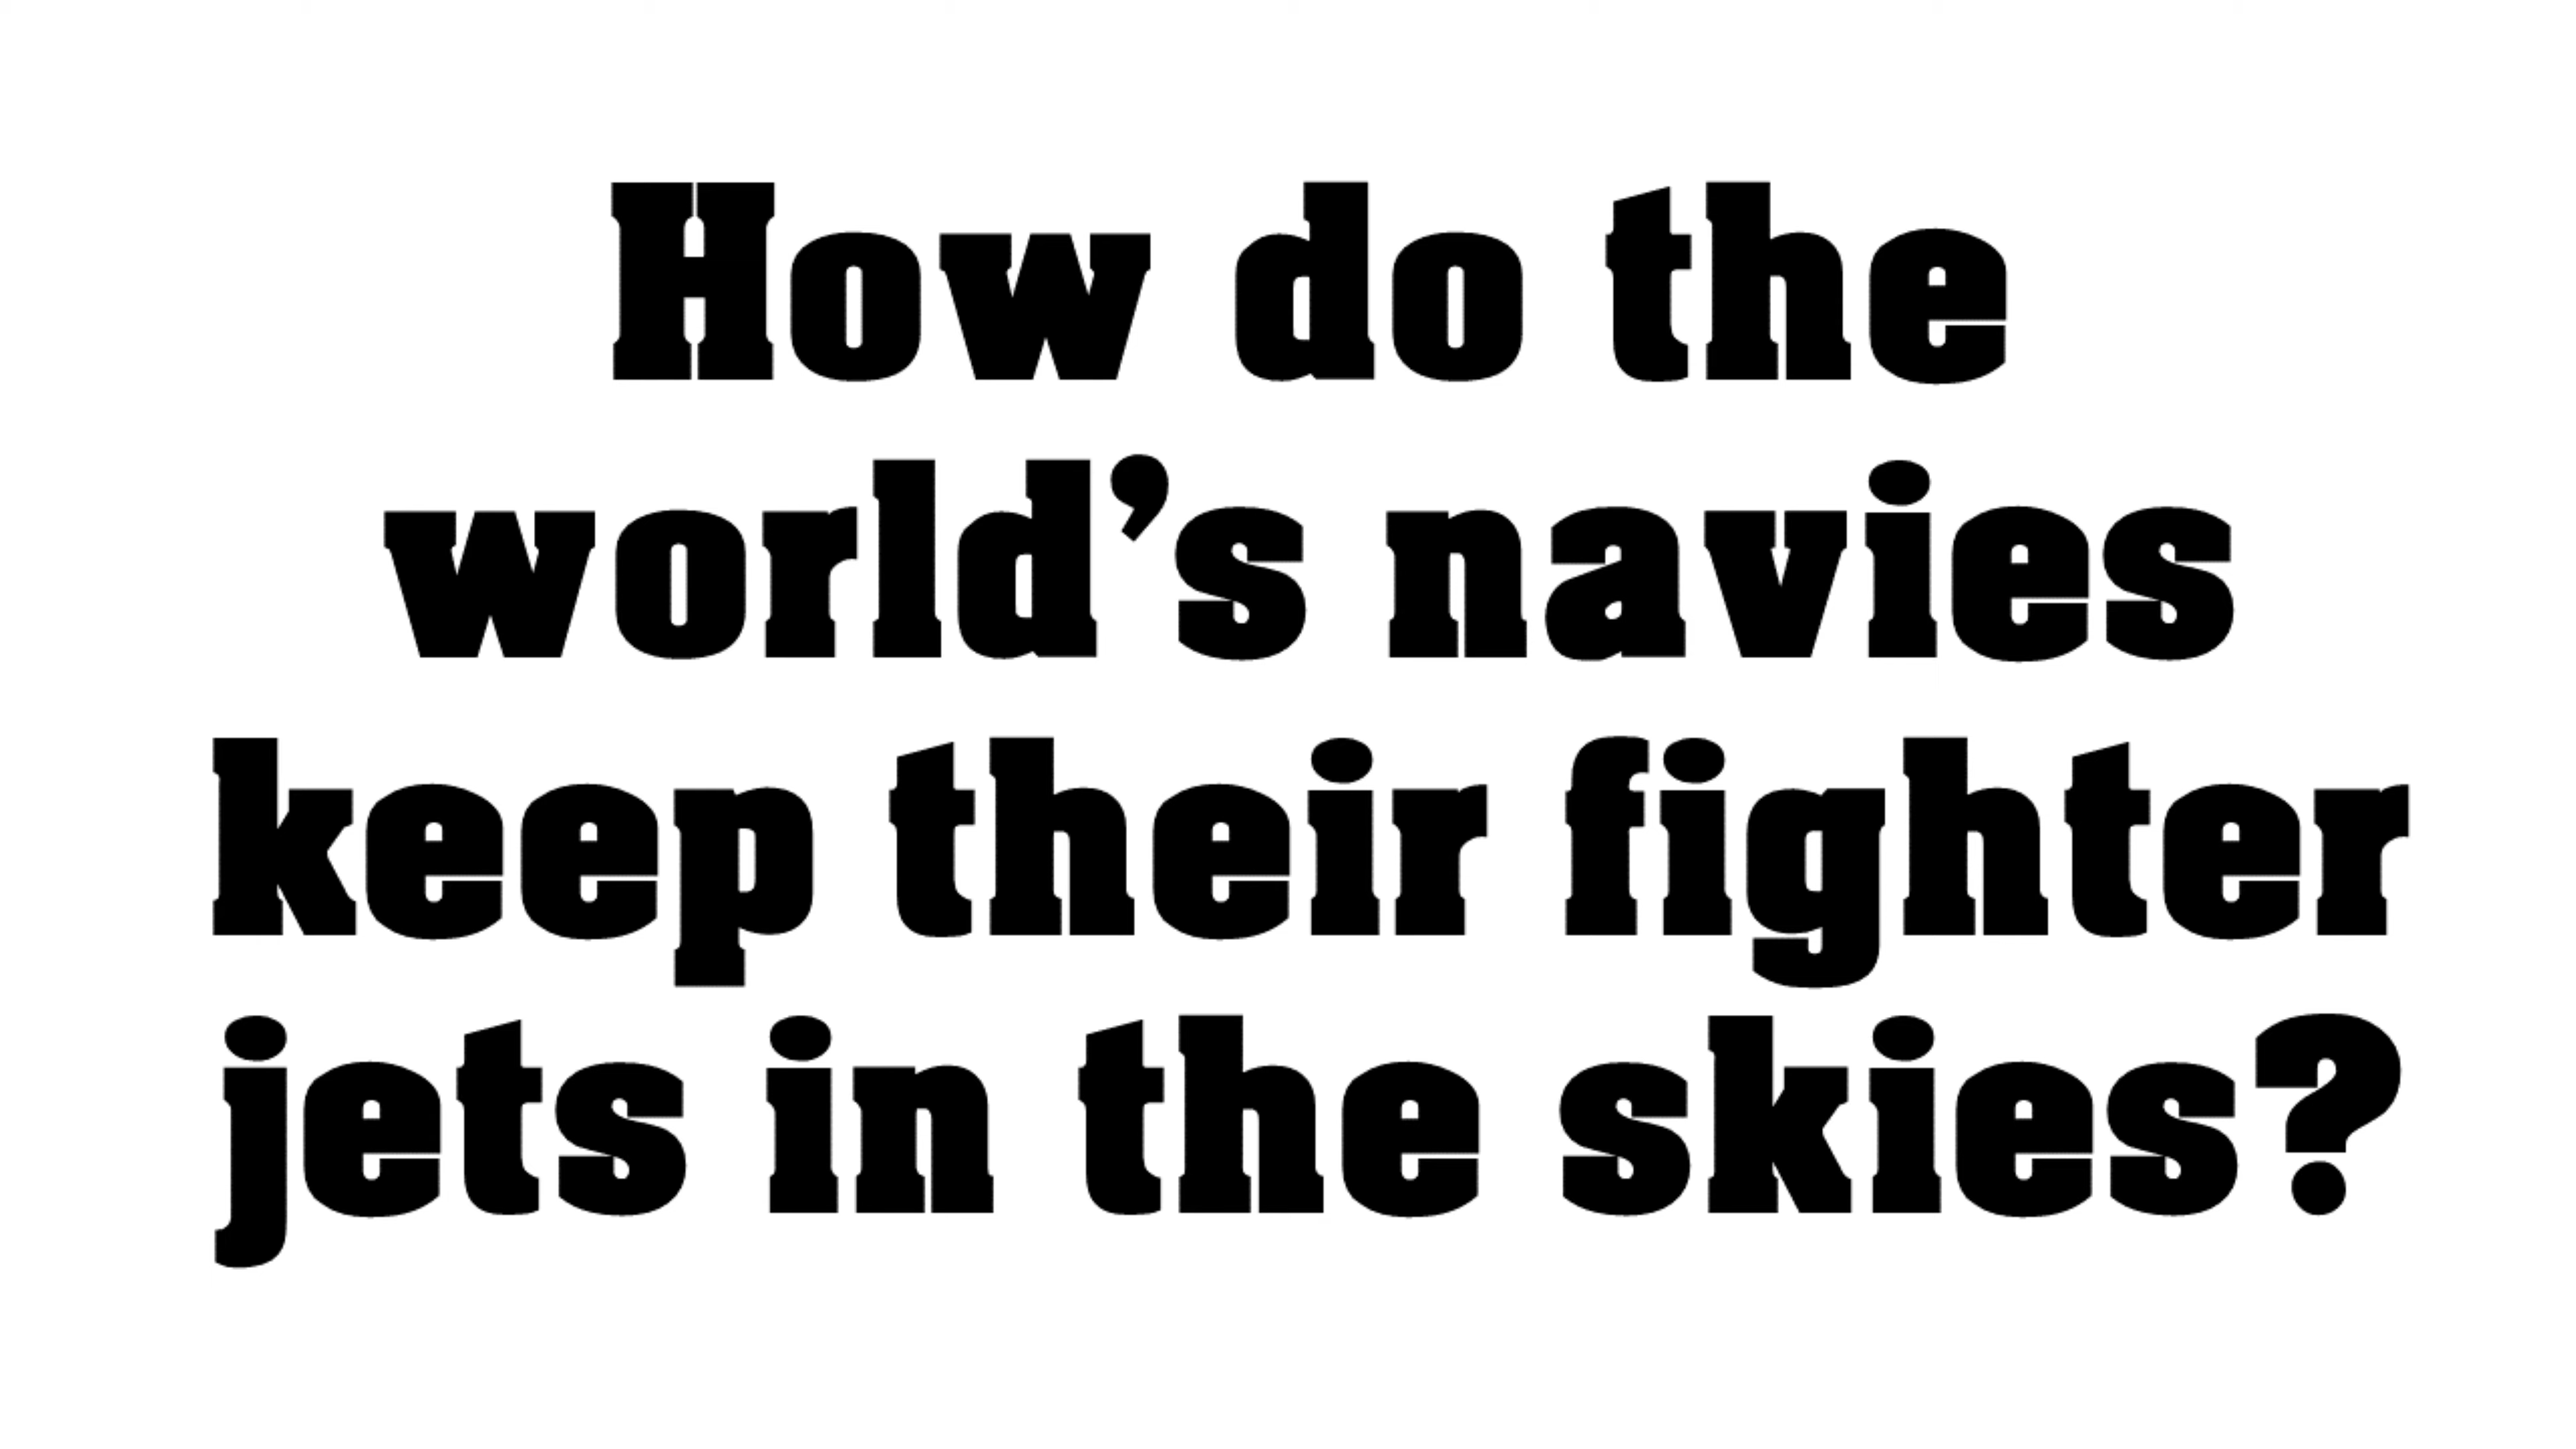 How do the
world’s navies
keep their fighter
jets in the skies?